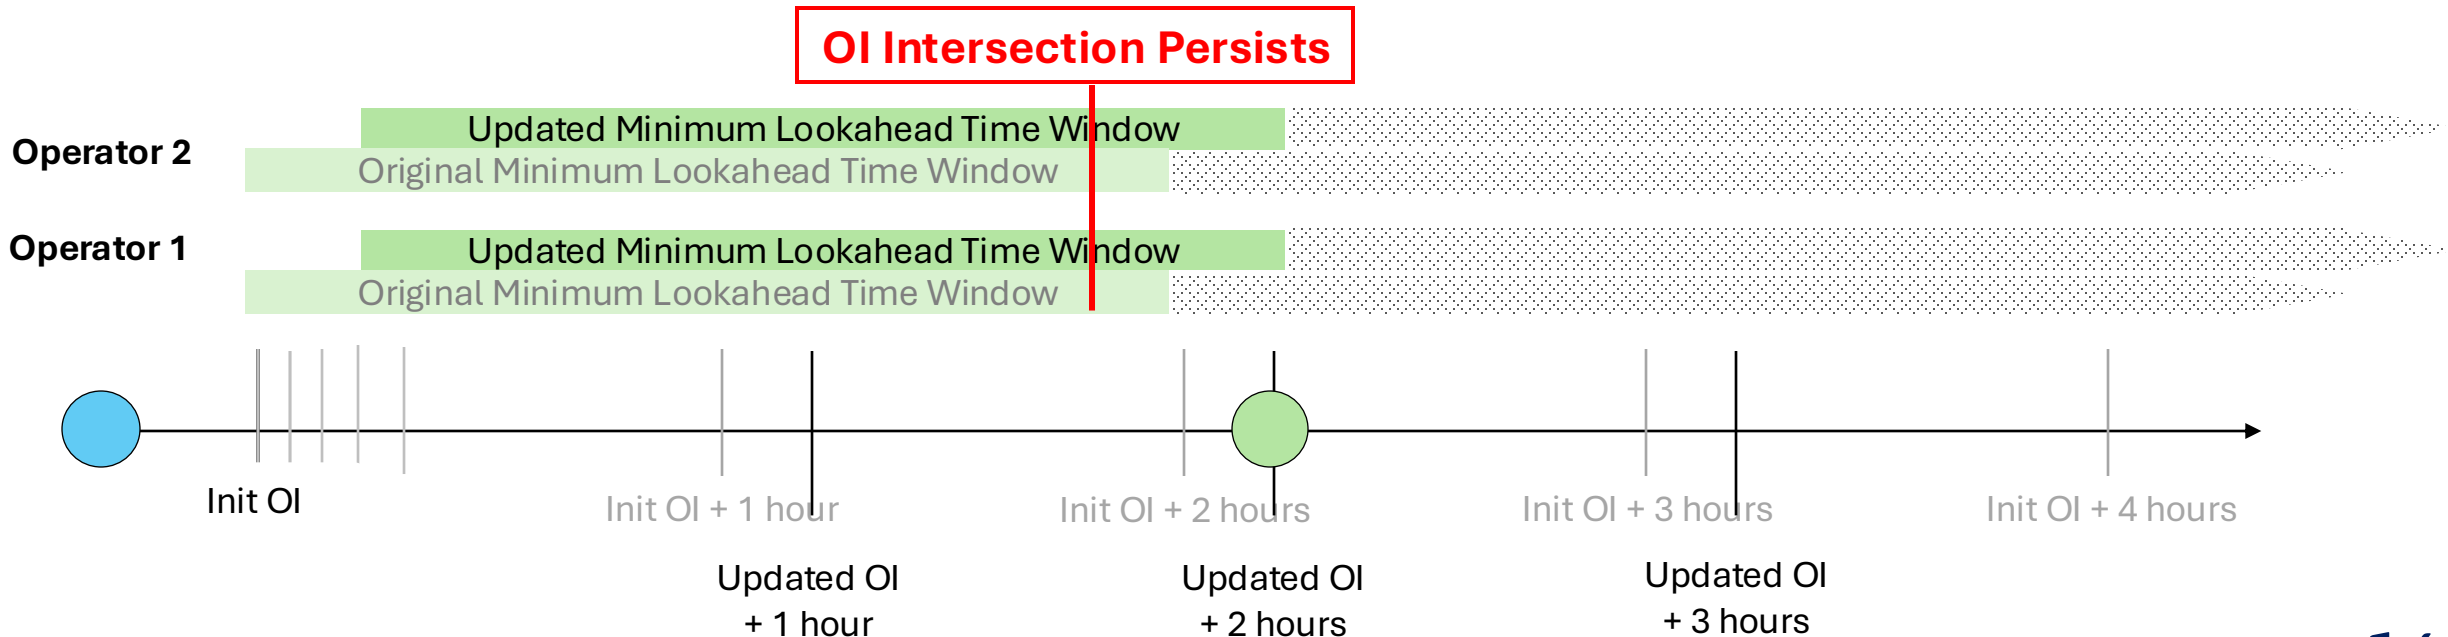 OI Intersection Persists
Operator 2
Updated Minimum Lookahead Time Window
Original Minimum Lookahead Time Window
Operator 1
Updated Minimum Lookahead Time Window
Original Minimum Lookahead Time Window
Init OI
Init OI + 1 hour
Init OI + 2 hours
Init OI + 3 hours
Init OI + 4 hours
Updated OI
+ 1 hour
Updated OI
+ 2 hours
Updated OI
+ 3 hours